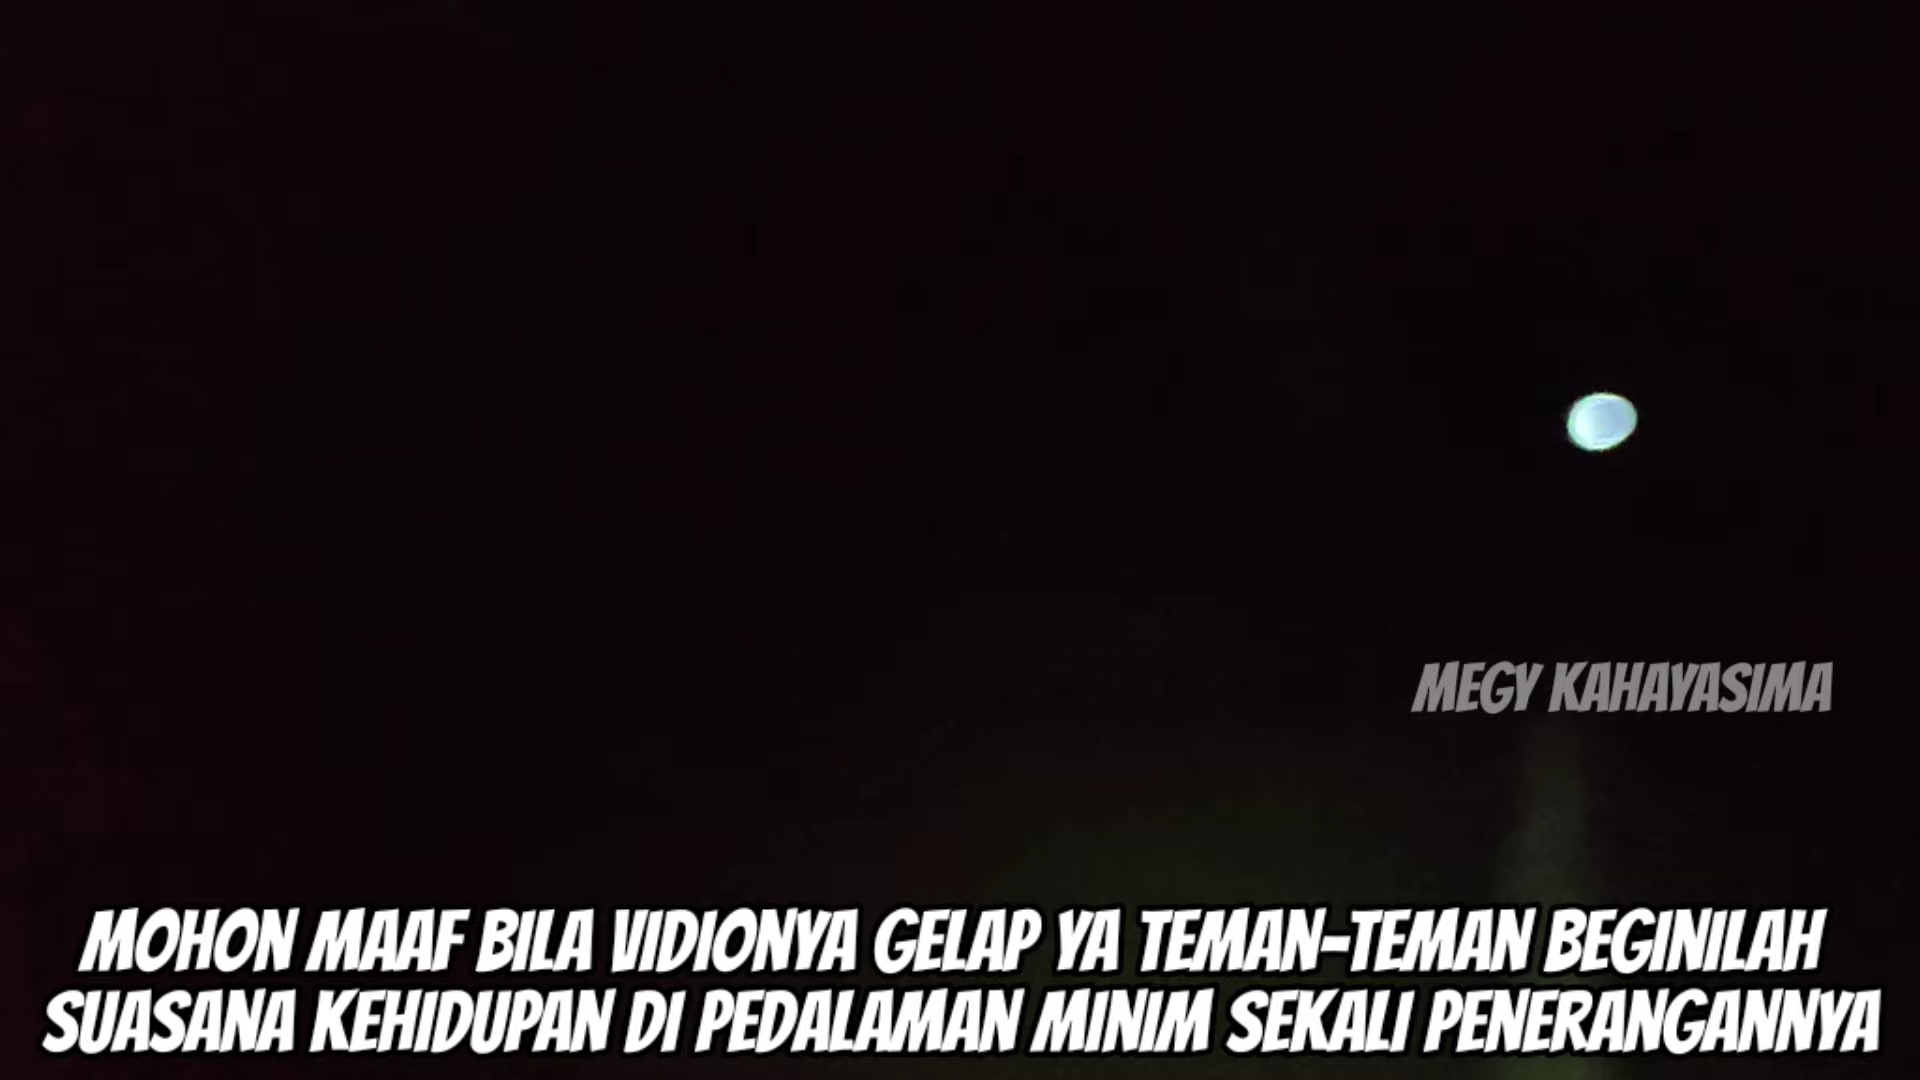 MEGY KAHAYASIMA
MOHON MAAF BILA VIDIONYA GELAP YA TEMAN-TEMAN BEGINILAH
SUASANA KEHIDUPAN DI PEDALAMAN MINIM SEKALI PENERANGANNYA